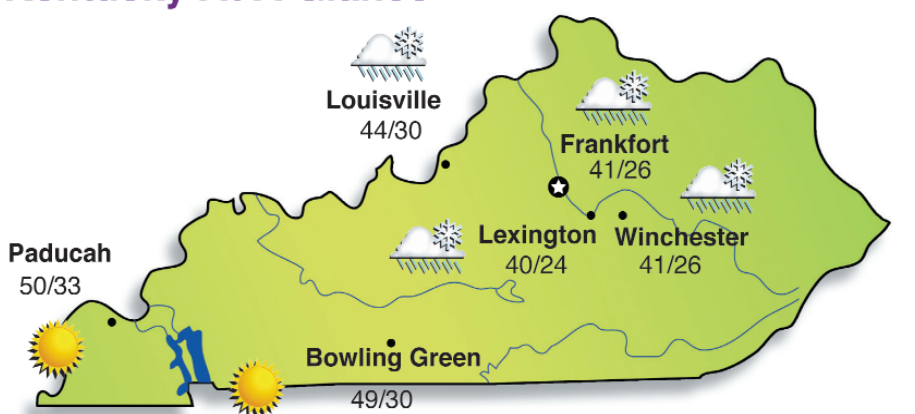 Louisville
44/30
Frankfort
41/26
Lexington
40/24
Winchester
41/26
Paducah
50/33
Bowling Green
49/30